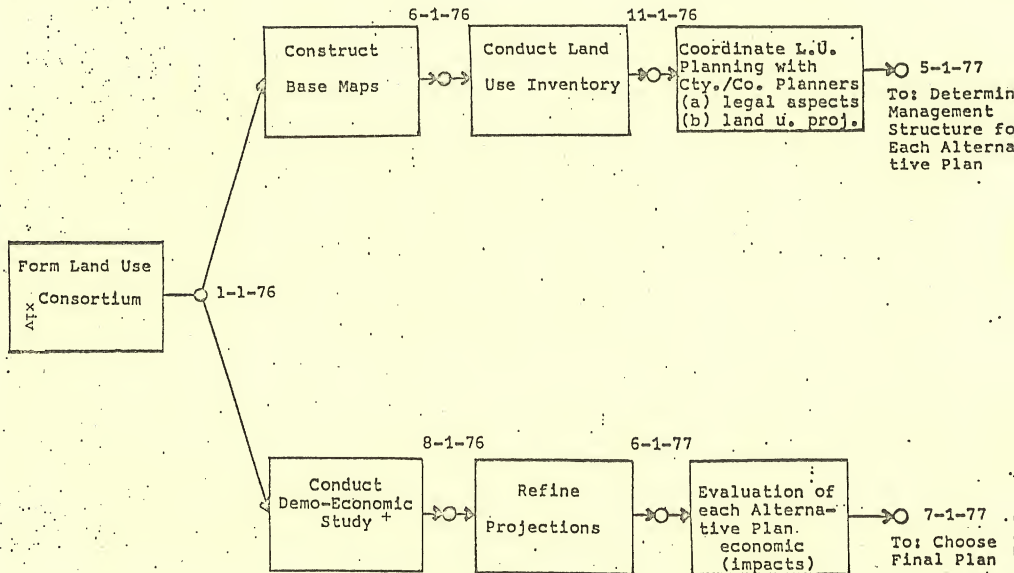 6-1-76
11-1-76
Construct
Base Maps
Conduct Land
Use Inventory
Coordinate L.U.
Planning with
Cty./Co. Planners
(a) legal aspects
(b) land u. proj.
5-1-77
To: Determin
Management
Structure fo
Each Alterna
tive Plan
Form Land Use
Consortium
xiv
1-1-76
8-1-76
6-1-77
Conduct
Demo-Economic
Study +
Refine
Projections
Evaluation of
each Alterna-
tive Plan.
economic
(impacts)
7-1-77
To: Choose
Final Plan